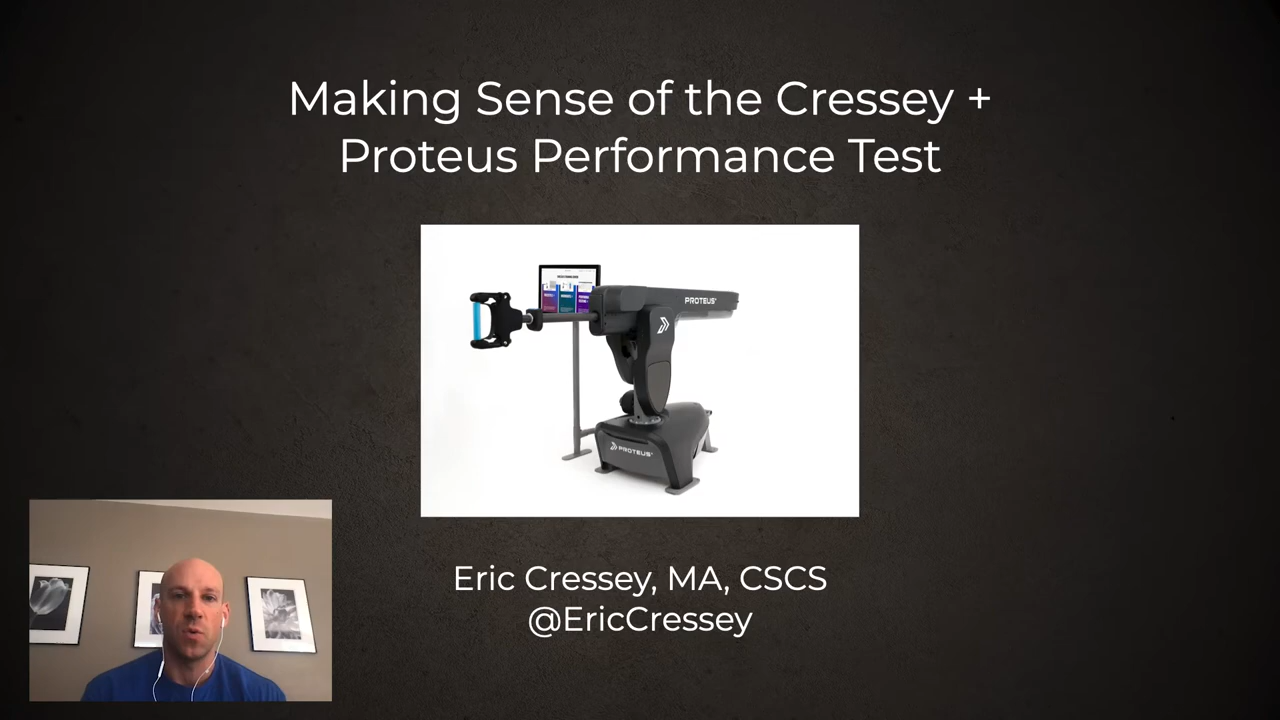 Making Sense of the Cressey +
Proteus Performance Test
PROTEUS
PROTEUS
Eric Cressey, MA, CSCS
@EricCressey